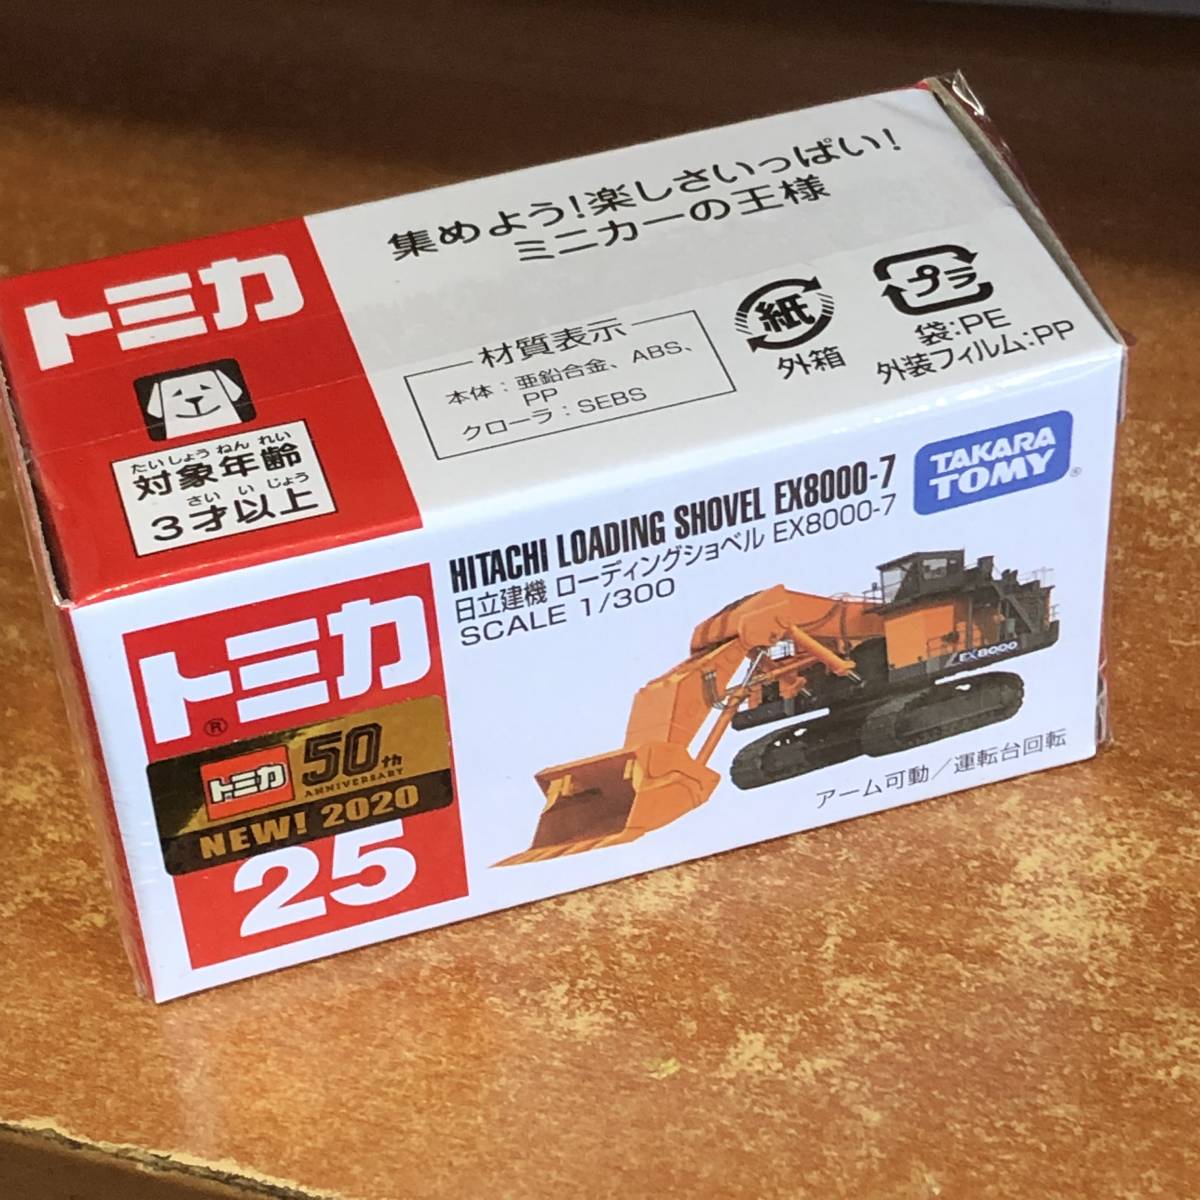 集めよう!楽しさいっぱい!
ミニカーの王様
トミカ
たいしょう ねん れい
対象年齢
さい い じょう
3才以上
材質表示
本体:亜鉛合金、ABS、
PP
クローラ:SEBS
紙
外箱
プラ
袋:PE
外装フィルム:PP
TAKARA
TOMY®
HITACHI LOADING SHOVEL EX8000-7
日立建機 ローディングショベル EX8000-7
SCALE 1/300
トミカ®
トミカ 50th
ANNIVERSARY
NEW! 2020
25
EX8000
アーム可動/運転台回転